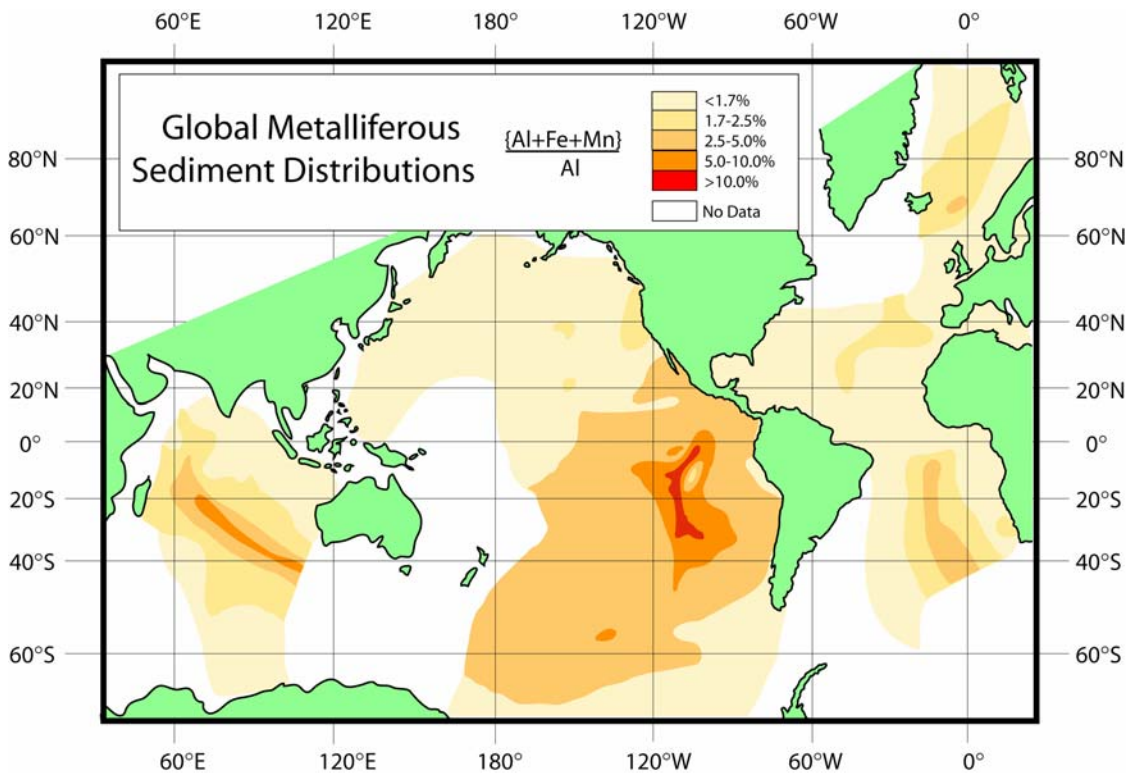 60°E 120°E 180° 120°W 60°W 0°
Global Metalliferous
Sediment Distributions
{Al+Fe+Mn}
Al
<1.7%
1.7-2.5%
2.5-5.0%
5.0-10.0%
>10.0%
No Data
80°N 80°N
60°N 60°N
40°N 40°N
20°N 20°N
0° 0°
20°S 20°S
40°S 40°S
60°S 60°S
60°E 120°E 180° 120°W 60°W 0°